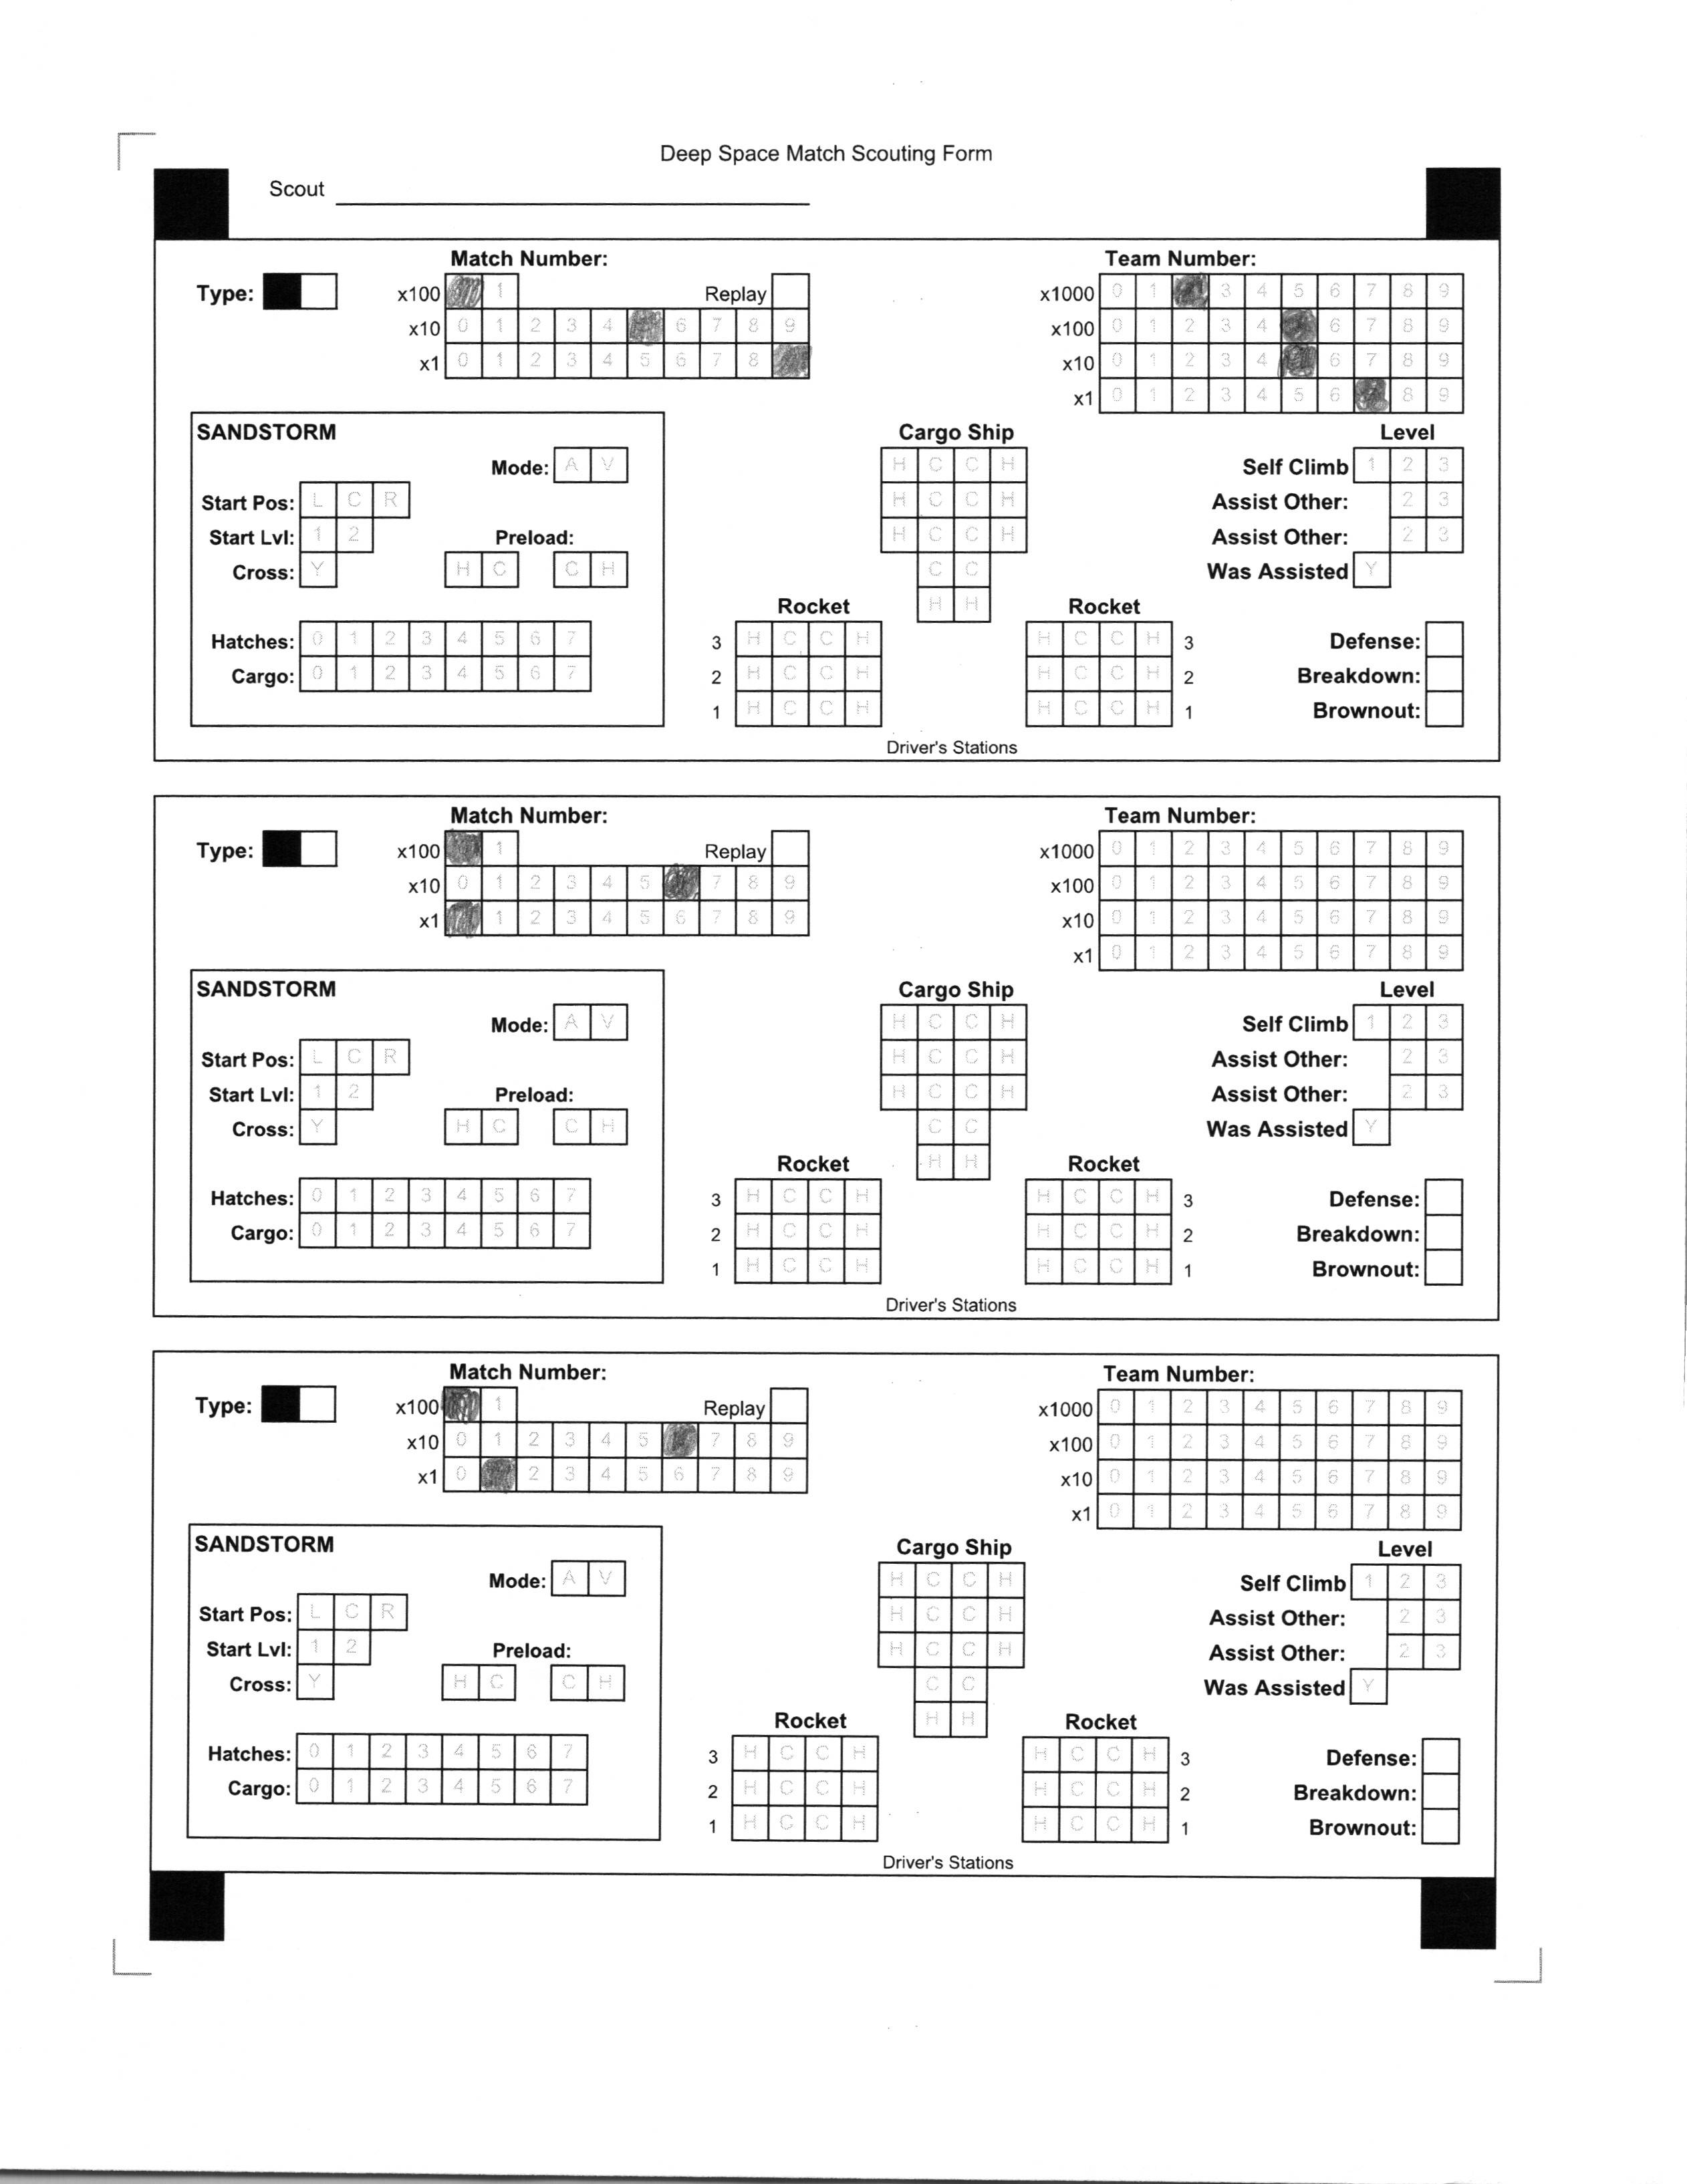 Deep Space Match Scouting Form
Scout
Match Number: Team Number:
Type: x100 1 Replay x1000 0 1 3 4 5 6 7 8 9
x10 0 1 2 3 4 6 7 8 9 x100 0 1 2 3 4 6 7 8 9
x1 0 1 2 3 4 5 6 7 8 x10 0 1 2 3 4 6 7 8 9
x1 0 1 2 3 4 5 6 8 9
SANDSTORM Cargo Ship Level
Mode: A V H C C H Self Climb 1 2 3
Start Pos: L C R H C C H Assist Other: 2 3
Start Lvl: 1 2 Preload: H C C H Assist Other: 2 3
Cross: Y H C C H C C Was Assisted Y
Rocket H H Rocket
Hatches: 0 1 2 3 4 5 6 7 3 H C C H H C C H 3 Defense:
Cargo: 0 1 2 3 4 5 6 7 2 H C C H H C C H 2 Breakdown:
1 H C C H H C C H 1 Brownout:
Driver's Stations
Match Number: Team Number:
Type: x100 1 Replay x1000 0 1 2 3 4 5 6 7 8 9
x10 0 1 2 3 4 5 7 8 9 x100 0 1 2 3 4 5 6 7 8 9
x1 1 2 3 4 5 6 7 8 9 x10 0 1 2 3 4 5 6 7 8 9
x1 0 1 2 3 4 5 6 7 8 9
SANDSTORM Cargo Ship Level
Mode: A V H C C H Self Climb 1 2 3
Start Pos: L C R H C C H Assist Other: 2 3
Start Lvl: 1 2 Preload: H C C H Assist Other: 2 3
Cross: Y H C C H C C Was Assisted Y
Rocket H H Rocket
Hatches: 0 1 2 3 4 5 6 7 3 H C C H H C C H 3 Defense:
Cargo: 0 1 2 3 4 5 6 7 2 H C C H H C C H 2 Breakdown:
1 H C C H H C C H 1 Brownout:
Driver's Stations
Match Number: Team Number:
Type: x100 1 Replay x1000 0 1 2 3 4 5 6 7 8 9
x10 0 1 2 3 4 5 7 8 9 x100 0 1 2 3 4 5 6 7 8 9
x1 0 2 3 4 5 6 7 8 9 x10 0 1 2 3 4 5 6 7 8 9
x1 0 1 2 3 4 5 6 7 8 9
SANDSTORM Cargo Ship Level
Mode: A V H C C H Self Climb 1 2 3
Start Pos: L C R H C C H Assist Other: 2 3
Start Lvl: 1 2 Preload: H C C H Assist Other: 2 3
Cross: Y H C C H C C Was Assisted Y
Rocket H H Rocket
Hatches: 0 1 2 3 4 5 6 7 3 H C C H H C C H 3 Defense:
Cargo: 0 1 2 3 4 5 6 7 2 H C C H H C C H 2 Breakdown:
1 H C C H H C C H 1 Brownout:
Driver's Stations